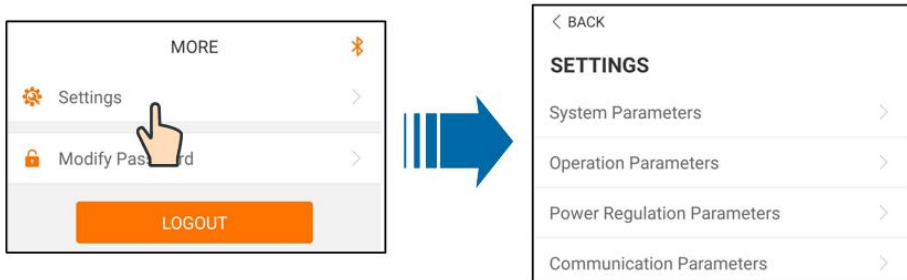 MORE
Settings
Modify Password
LOGOUT
< BACK
SETTINGS
System Parameters
Operation Parameters
Power Regulation Parameters
Communication Parameters